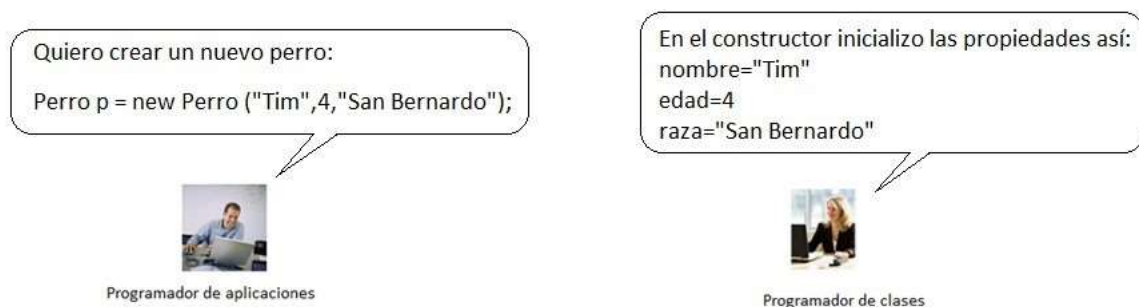 Quiero crear un nuevo perro:
Perro p = new Perro ("Tim",4,"San Bernardo");
Programador de aplicaciones
En el constructor inicializo las propiedades así:
nombre="Tim"
edad=4
raza="San Bernardo"
Programador de clases